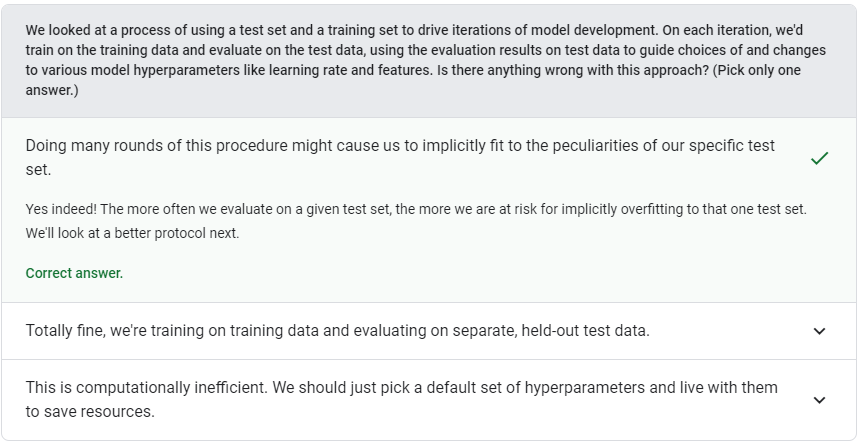 We looked at a process of using a test set and a training set to drive iterations of model development. On each iteration, we'd
train on the training data and evaluate on the test data, using the evaluation results on test data to guide choices of and changes
to various model hyperparameters like learning rate and features. Is there anything wrong with this approach? (Pick only one
answer.)
Doing many rounds of this procedure might cause us to implicitly fit to the peculiarities of our specific test
set.
Yes indeed! The more often we evaluate on a given test set, the more we are at risk for implicitly overfitting to that one test set.
We'll look at a better protocol next.
Correct answer.
Totally fine, we're training on training data and evaluating on separate, held-out test data.
This is computationally inefficient. We should just pick a default set of hyperparameters and live with them
to save resources.